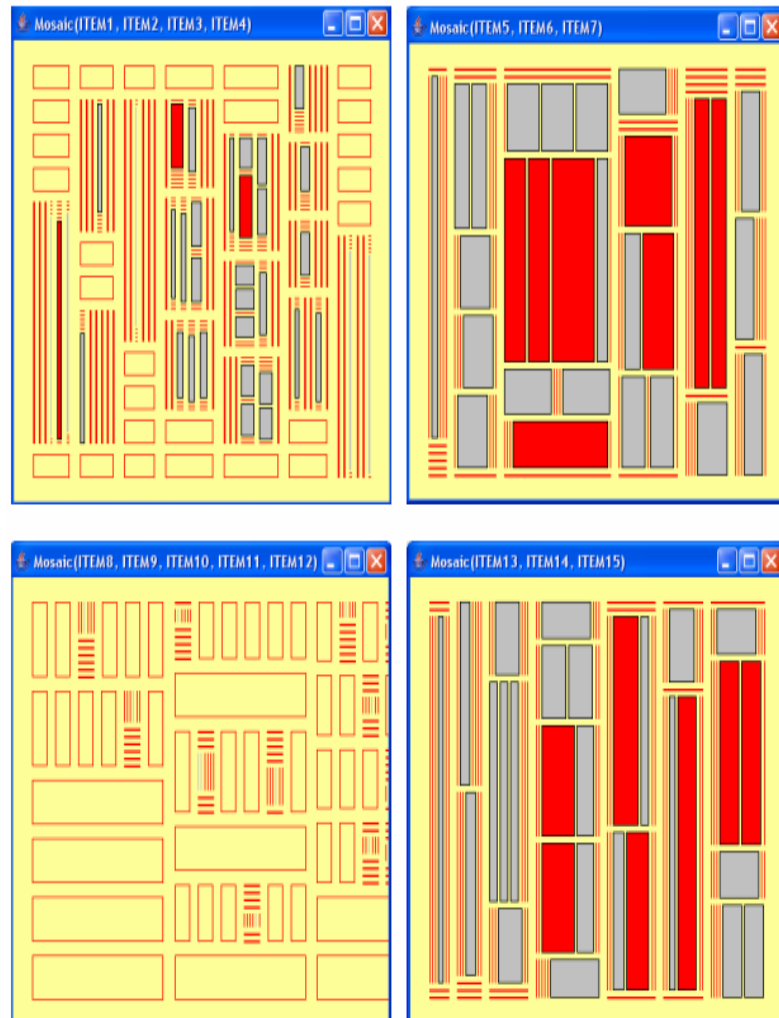 Mosaic(ITEM1, ITEM2, ITEM3, ITEM4)
Mosaic(ITEM5, ITEM6, ITEM7)
Mosaic(ITEM8, ITEM9, ITEM10, ITEM11, ITEM12)
Mosaic(ITEM13, ITEM14, ITEM15)